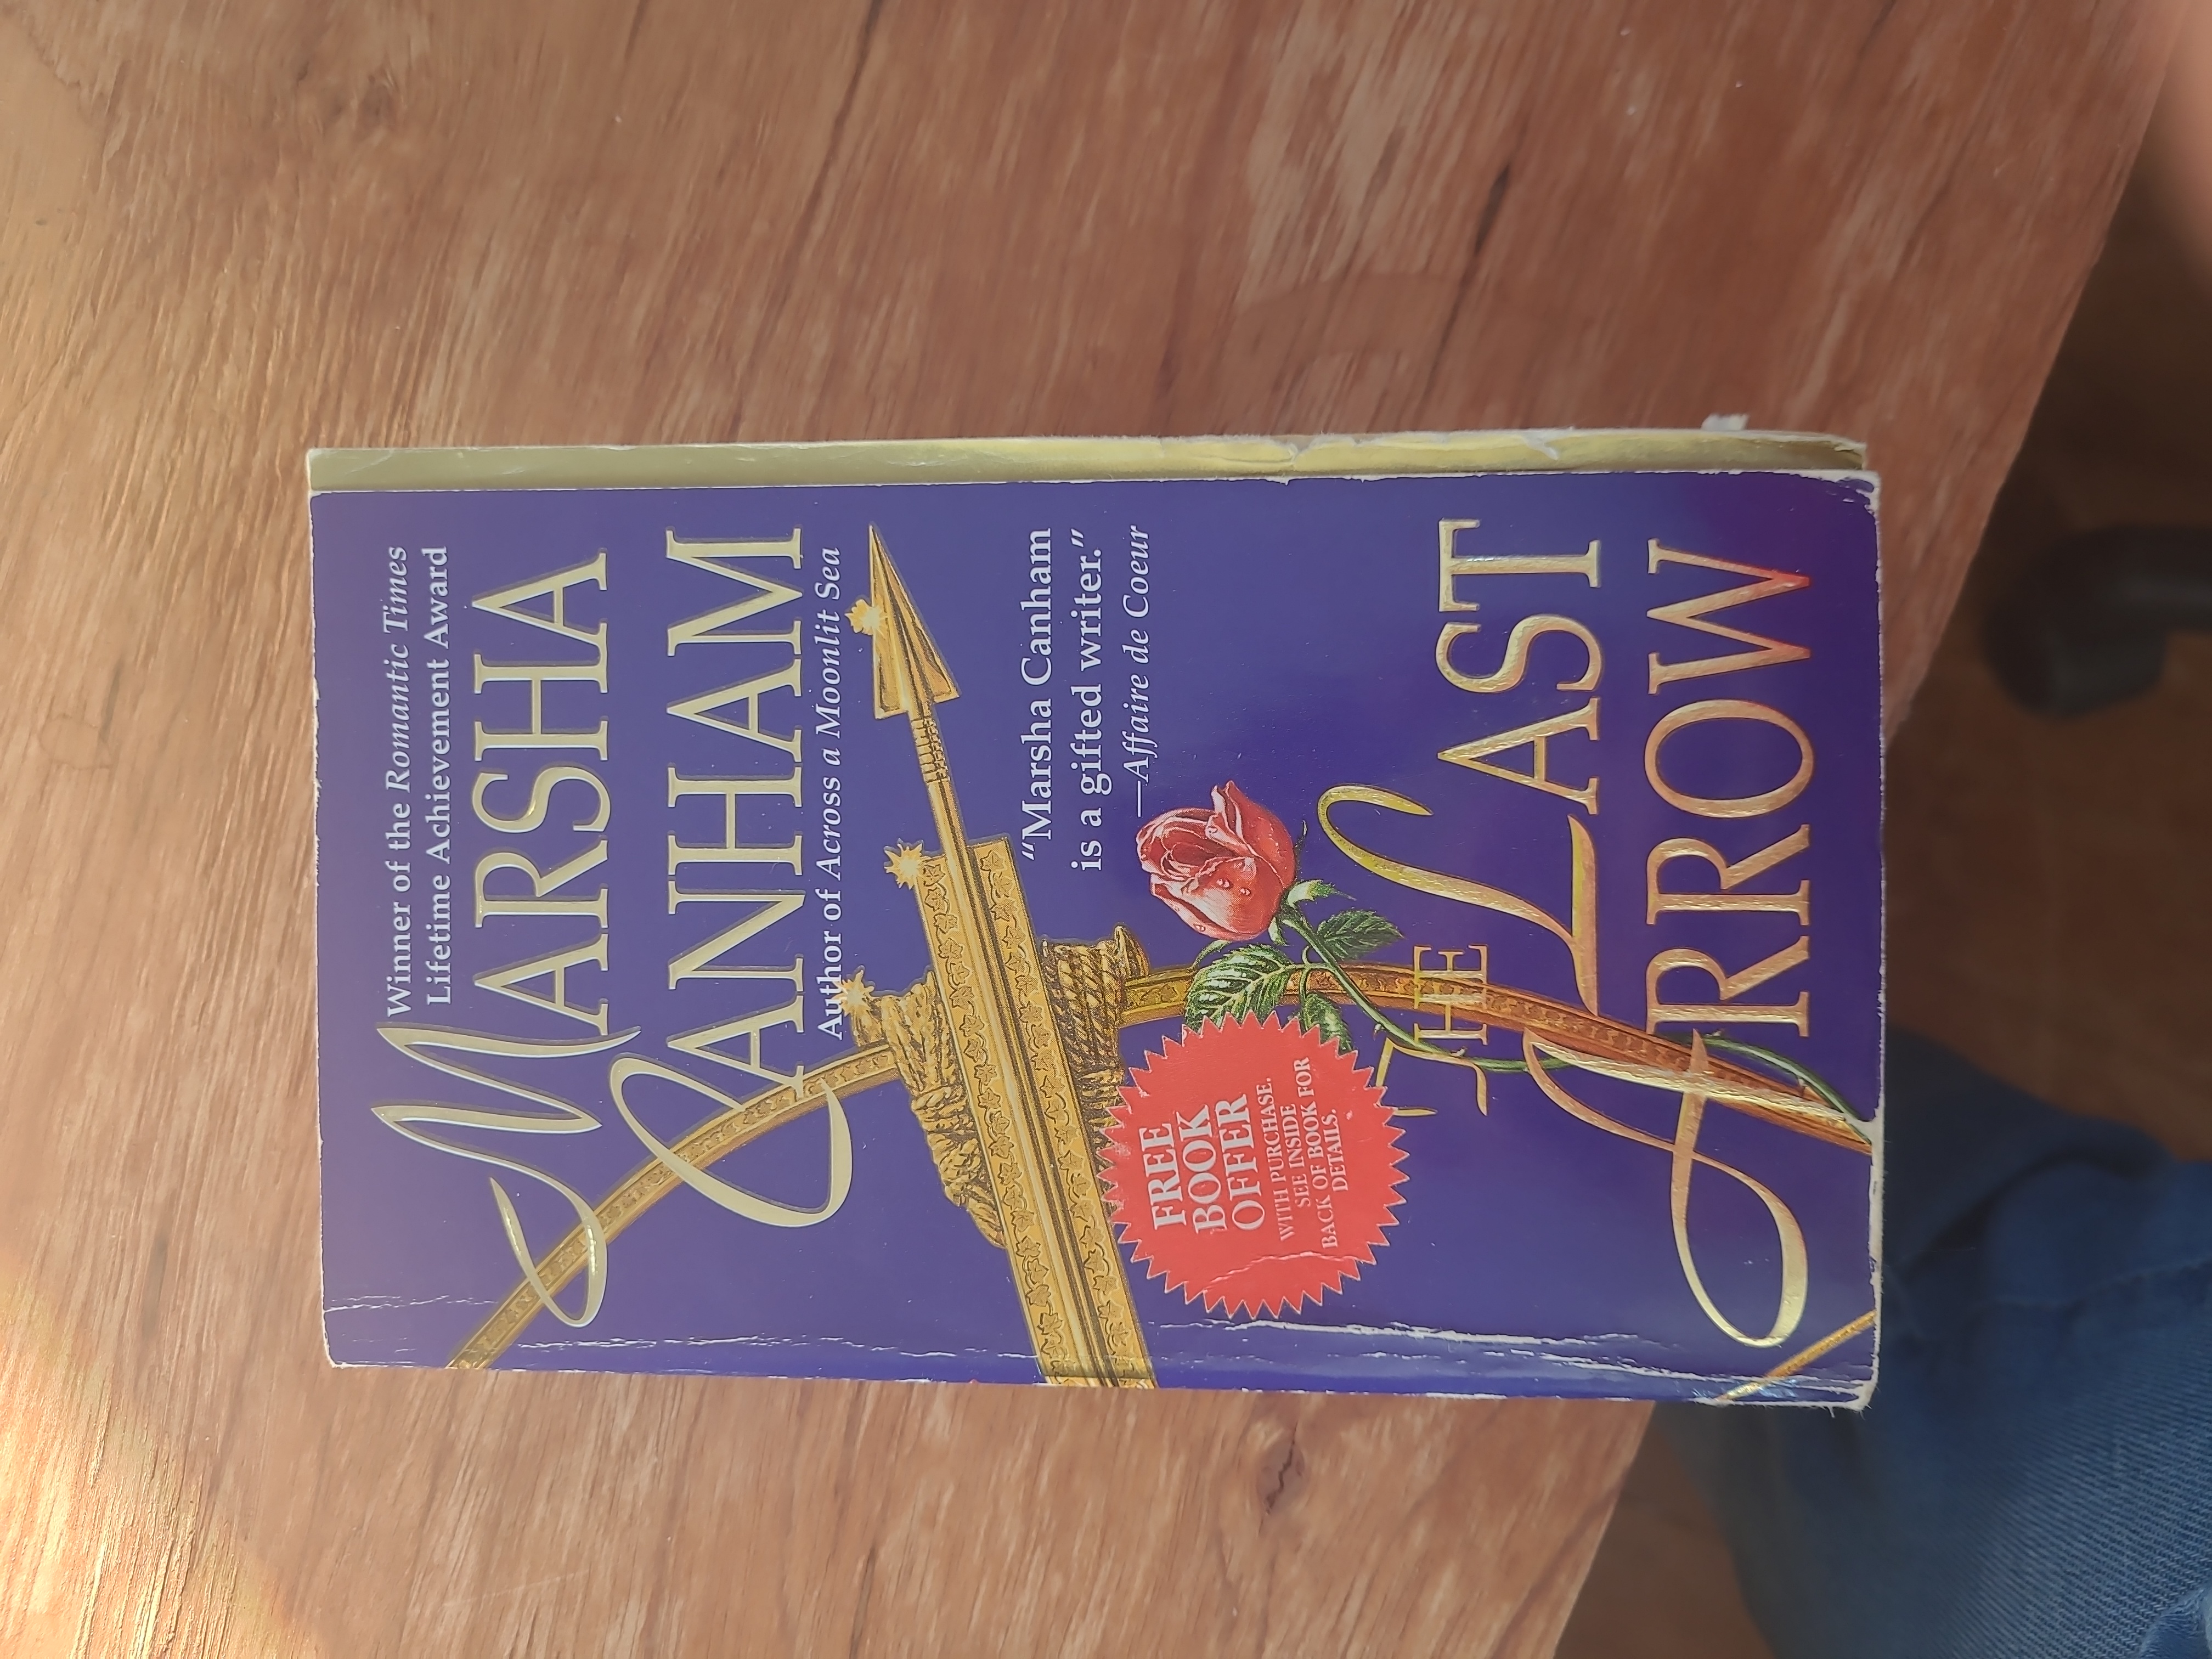 Winner of the Romantic Times
Lifetime Achievement Award
MARSHA
CANHAM
Author of Across a Moonlit Sea
"Marsha Canham
is a gifted writer."
—Affaire de Coeur
FREE
BOOK
OFFER
WITH PURCHASE.
SEE INSIDE
BACK OF BOOK FOR
DETAILS.
THE
LAST
ARROW